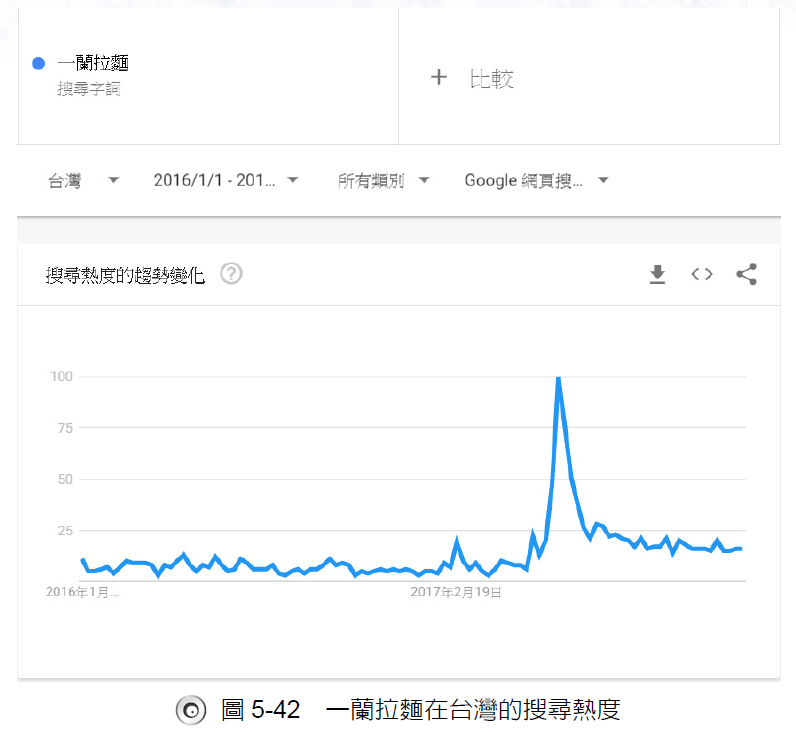 一蘭拉麵
搜尋字詞
+ 比較
台灣 2016/1/1 - 201... 所有類別 Google 網頁搜...
搜尋熱度的趨勢變化 ?
100
75
50
25
2016年1月... 2017年2月19日
圖 5-42 一蘭拉麵在台灣的搜尋熱度